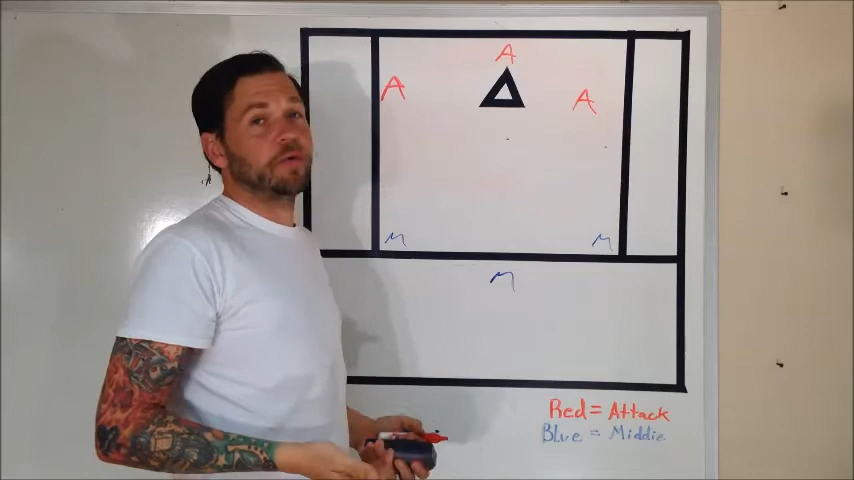 A
A A
M M
M
Red = Attack
Blue = Middie